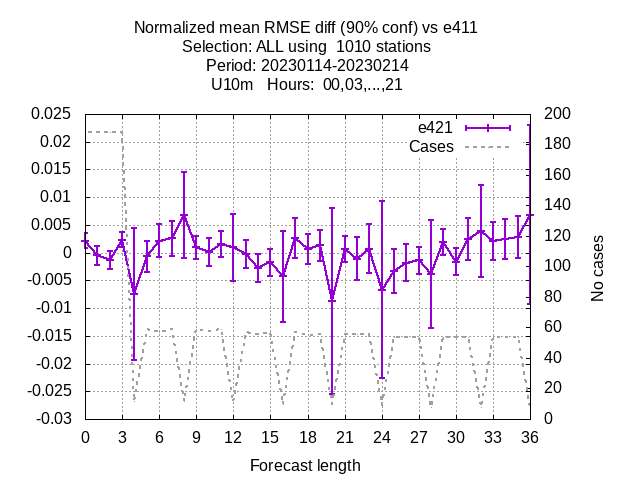 Normalized mean RMSE diff (90% conf) vs e411
Selection: ALL using  1010 stations
Period: 20230114-20230214
U10m   Hours:  00,03,...,21
0.025
0.02
0.015
0.01
0.005
0
-0.005
-0.01
-0.015
-0.02
-0.025
-0.03
e421
Cases
200
180
160
140
120
100
80
60
40
20
0
No cases
0 3 6 9 12 15 18 21 24 27 30 33 36
Forecast length